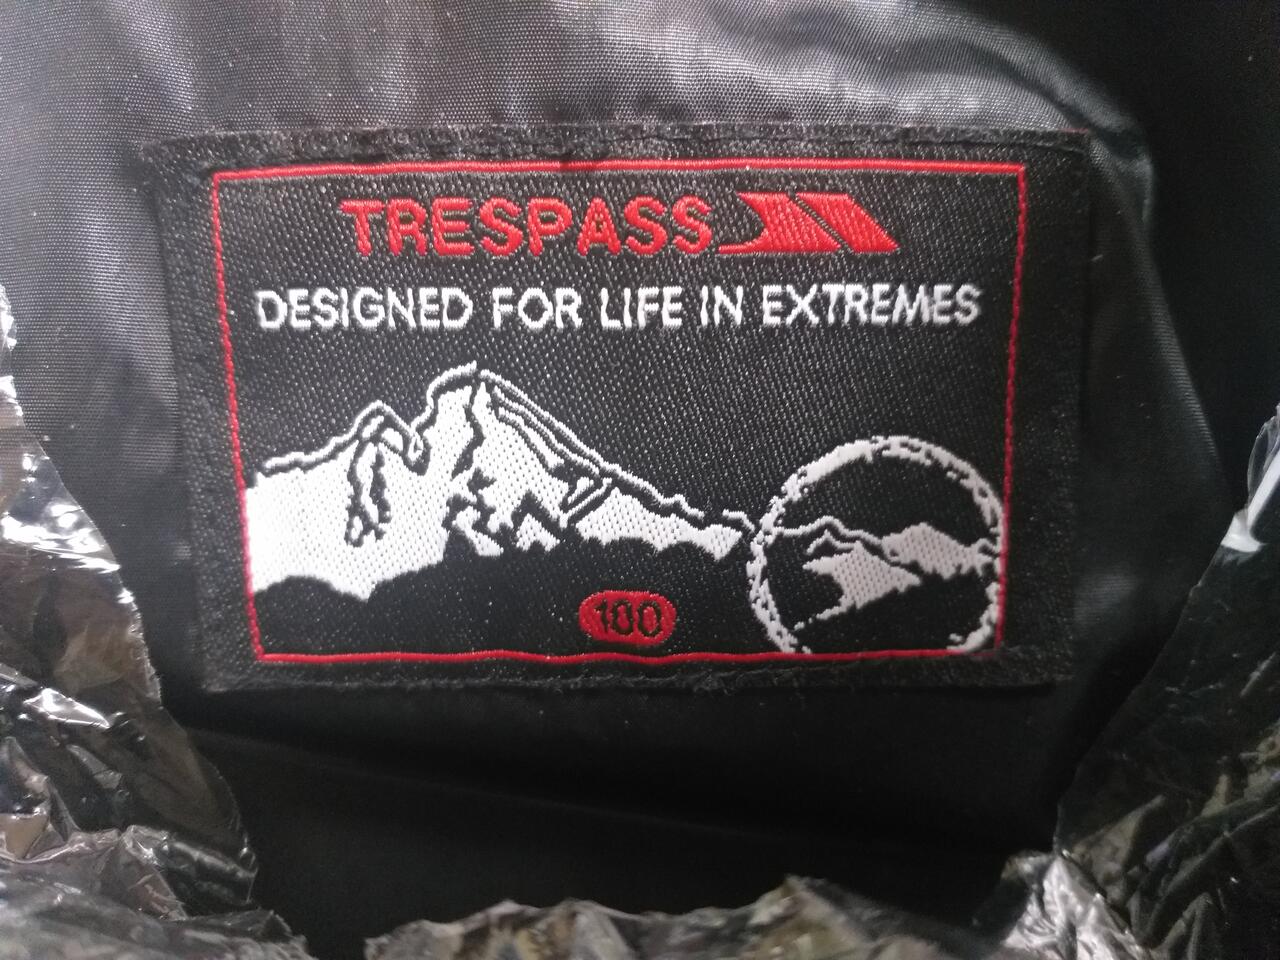 TRESPASS
DESIGNED FOR LIFE IN EXTREMES
100